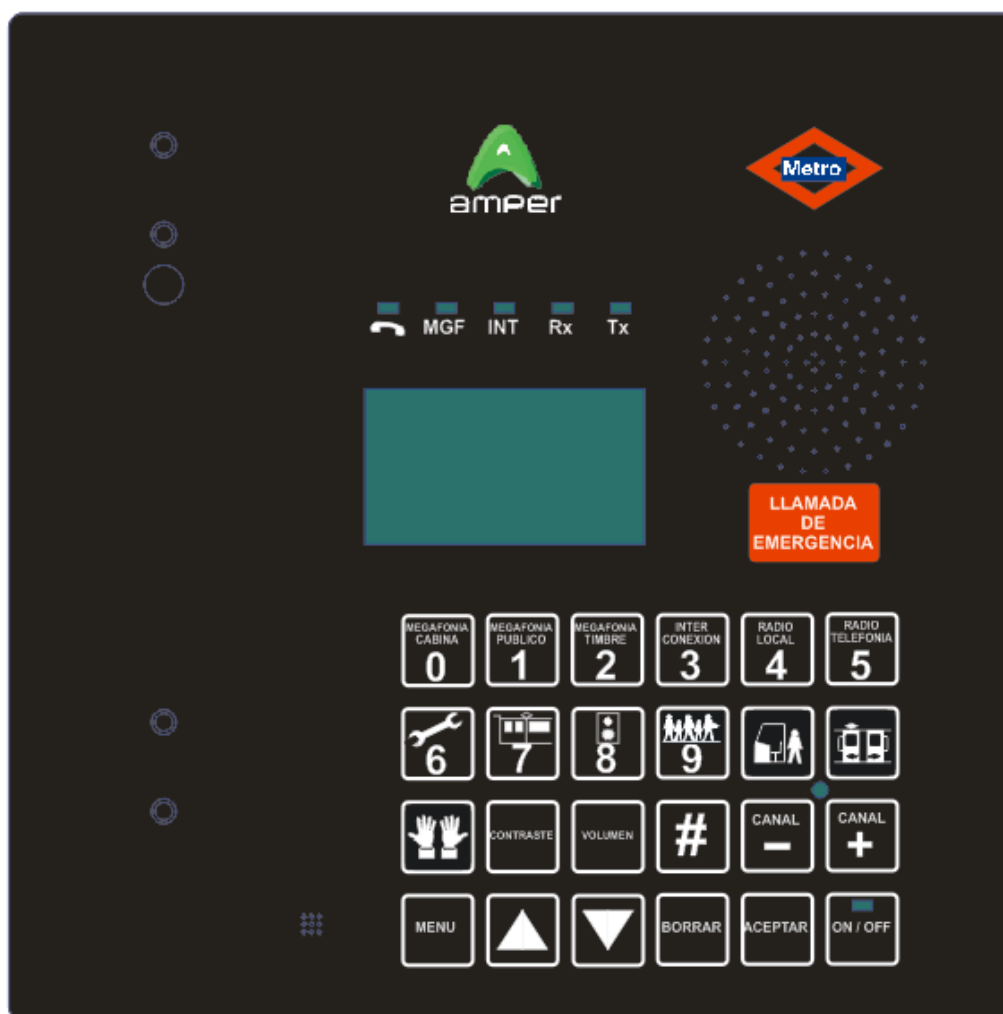 amper
Metro
MGF INT Rx Tx
LLAMADA
DE
EMERGENCIA
MEGAFONIA
CABINA
0
MEGAFONIA
PUBLICO
1
MEGAFONIA
TIMBRE
2
INTER
CONEXION
3
RADIO
LOCAL
4
RADIO
TELEFONIA
5
6
7
8
9
CONTRASTE
VOLUMEN
#
CANAL
-
CANAL
+
MENU
BORRAR
ACEPTAR
ON / OFF